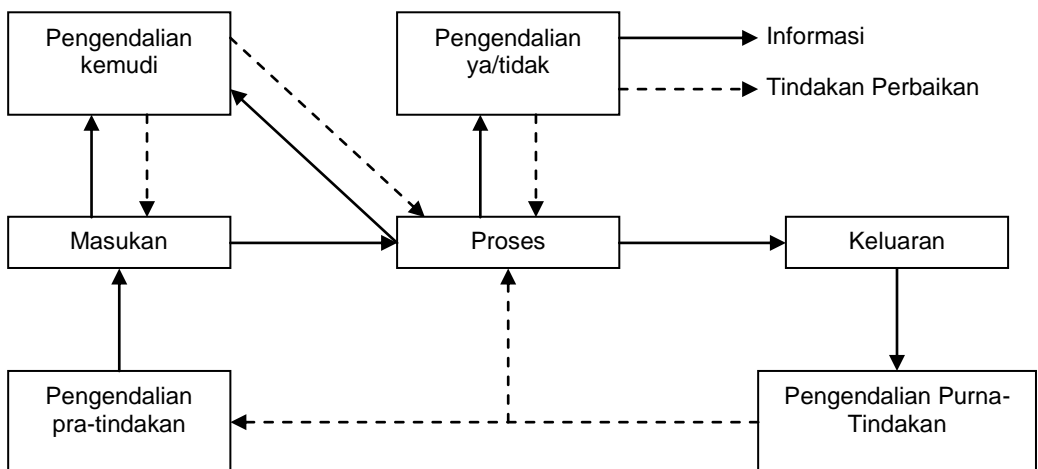 Pengendalian
kemudi
Pengendalian
ya/tidak
Informasi
Tindakan Perbaikan
Masukan
Proses
Keluaran
Pengendalian
pra-tindakan
Pengendalian Purna-
Tindakan